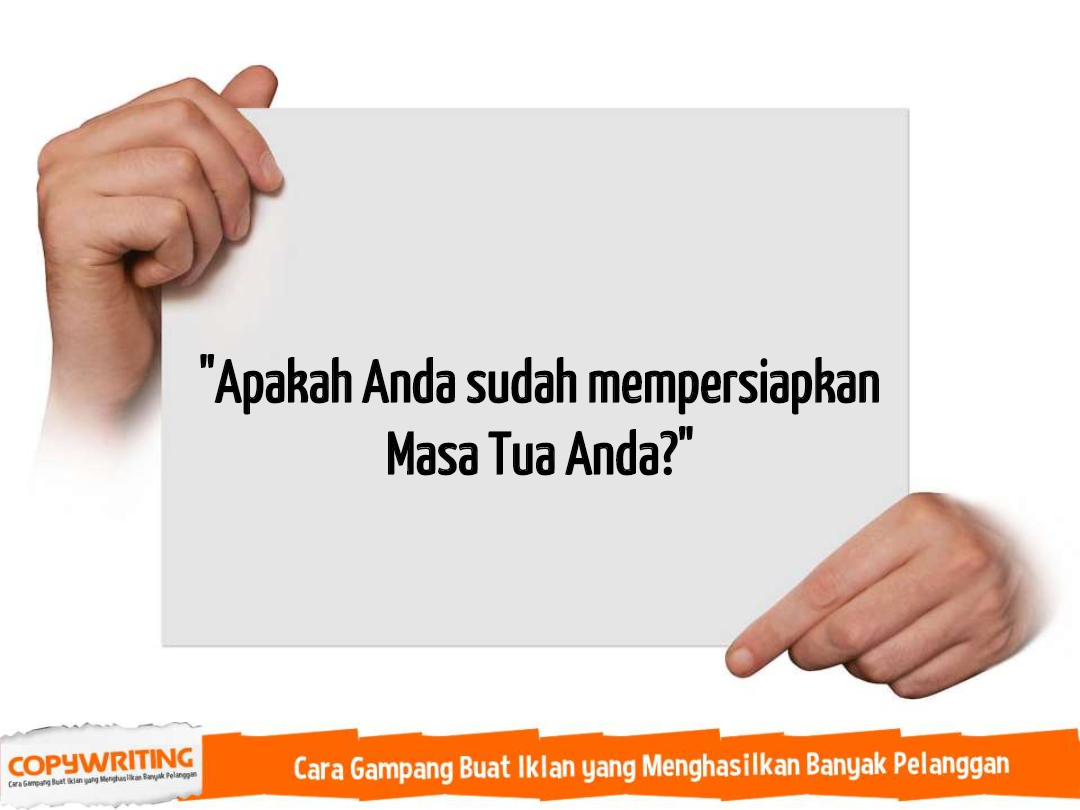 "Apakah Anda sudah mempersiapkan
Masa Tua Anda?"
COPYWRITING
Cara Gampang Buat Iklan yang Menghasilkan Banyak Pelanggan
Cara Gampang Buat Iklan yang Menghasilkan Banyak Pelanggan